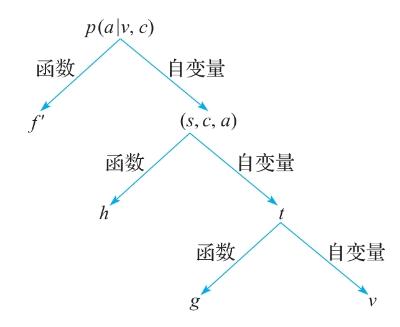 p(a|v, c)
函数 自变量
f' (s, c, a)
函数 自变量
h t
函数 自变量
g v